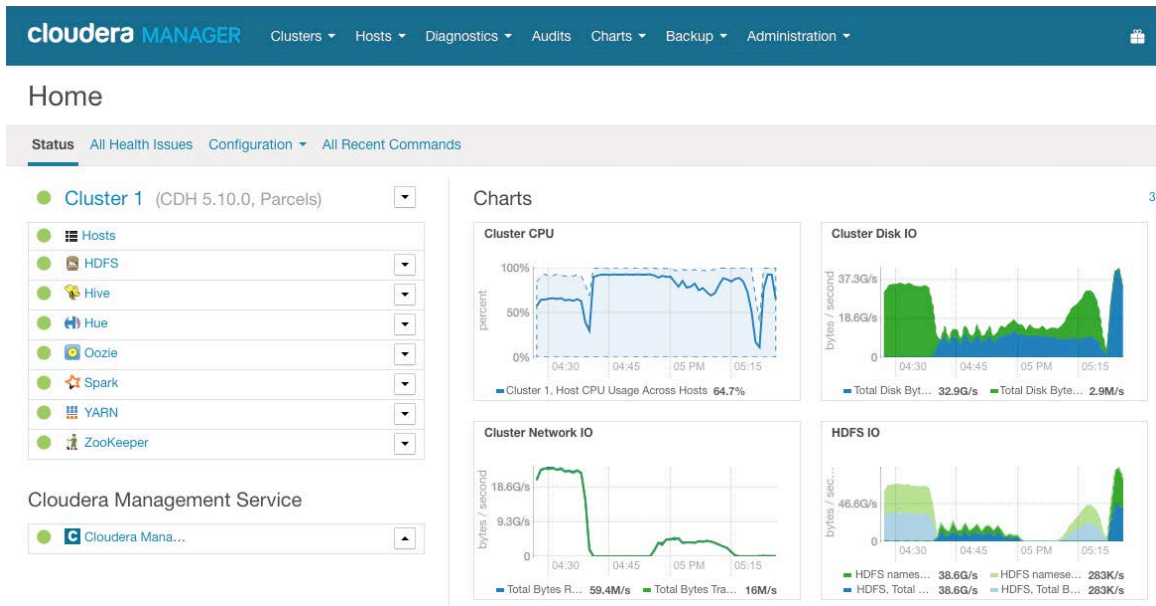 cloudera MANAGER Clusters Hosts Diagnostics Audits Charts Backup Administration
Home
Status All Health Issues Configuration All Recent Commands
Cluster 1 (CDH 5.10.0, Parcels)
Hosts
HDFS
Hive
Hue
Oozie
Spark
YARN
ZooKeeper
Cloudera Management Service
C Cloudera Mana...
Charts
3
Cluster CPU
percent
100%
50%
0%
04:30 04:45 05 PM 05:15
Cluster 1, Host CPU Usage Across Hosts 64.7%
Cluster Disk IO
bytes / second
37.3G/s
18.6G/s
0
04:30 04:45 05 PM 05:15
Total Disk Byt... 32.9G/s Total Disk Byte... 2.9M/s
Cluster Network IO
bytes / second
18.6G/s
9.3G/s
0
04:30 04:45 05 PM 05:15
Total Bytes R... 59.4M/s Total Bytes Tra... 16M/s
HDFS IO
bytes / sec...
46.6G/s
0
04:30 04:45 05 PM 05:15
HDFS names... 38.6G/s HDFS namese... 283K/s
HDFS, Total ... 38.6G/s HDFS, Total B... 283K/s